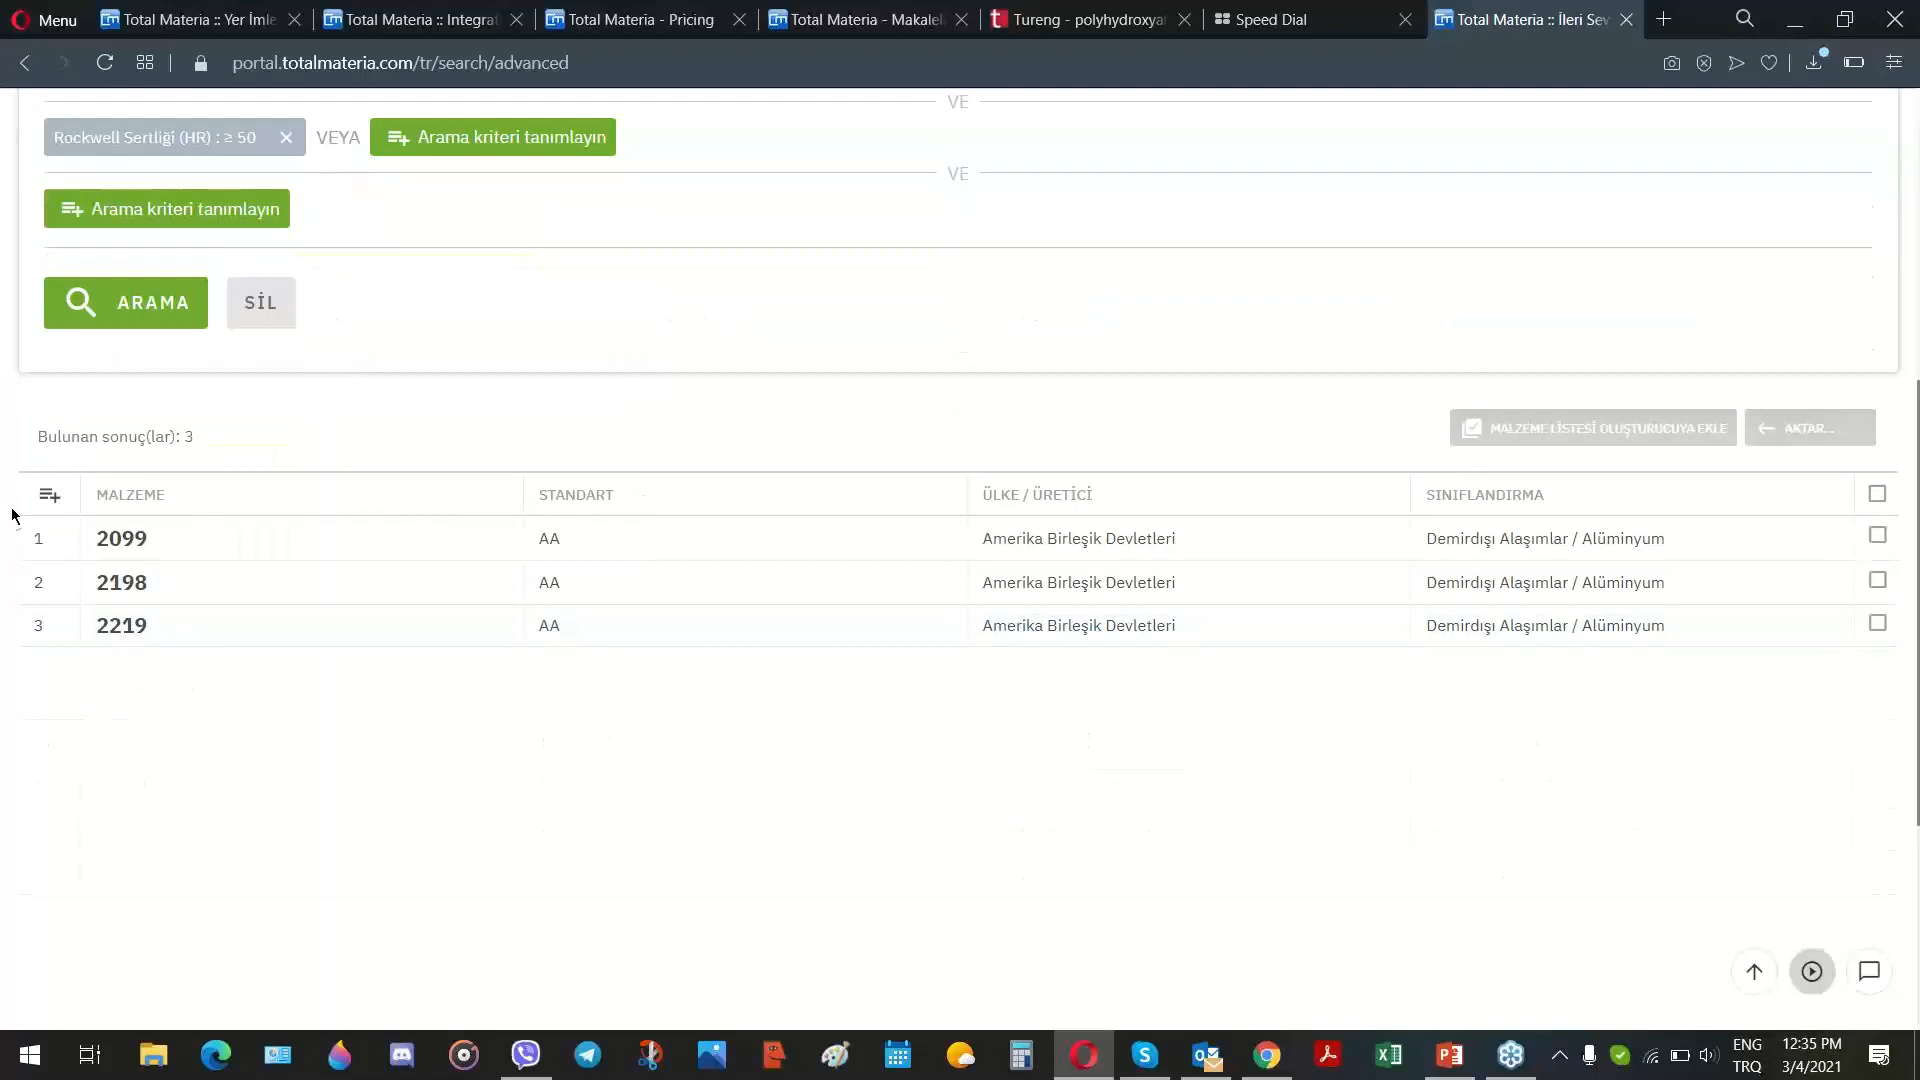 Menu
Total Materia :: Yer İmle
Total Materia :: Integrat
Total Materia - Pricing
Total Materia - Makalel
Tureng - polyhydroxyal
Speed Dial
Total Materia :: İleri Sev
portal.totalmateria.com/tr/search/advanced
VE
Rockwell Sertliği (HR) : ≥ 50
VEYA
Arama kriteri tanımlayın
VE
Arama kriteri tanımlayın
ARAMA
SİL
Bulunan sonuç(lar): 3
MALZEME LİSTESİ OLUŞTURUCUYA EKLE
AKTAR...
MALZEME STANDART ÜLKE / ÜRETİCİ SINIFLANDIRMA
1 2099 AA Amerika Birleşik Devletleri Demirdışı Alaşımlar / Alüminyum
2 2198 AA Amerika Birleşik Devletleri Demirdışı Alaşımlar / Alüminyum
3 2219 AA Amerika Birleşik Devletleri Demirdışı Alaşımlar / Alüminyum
ENG
TRQ
12:35 PM
3/4/2021